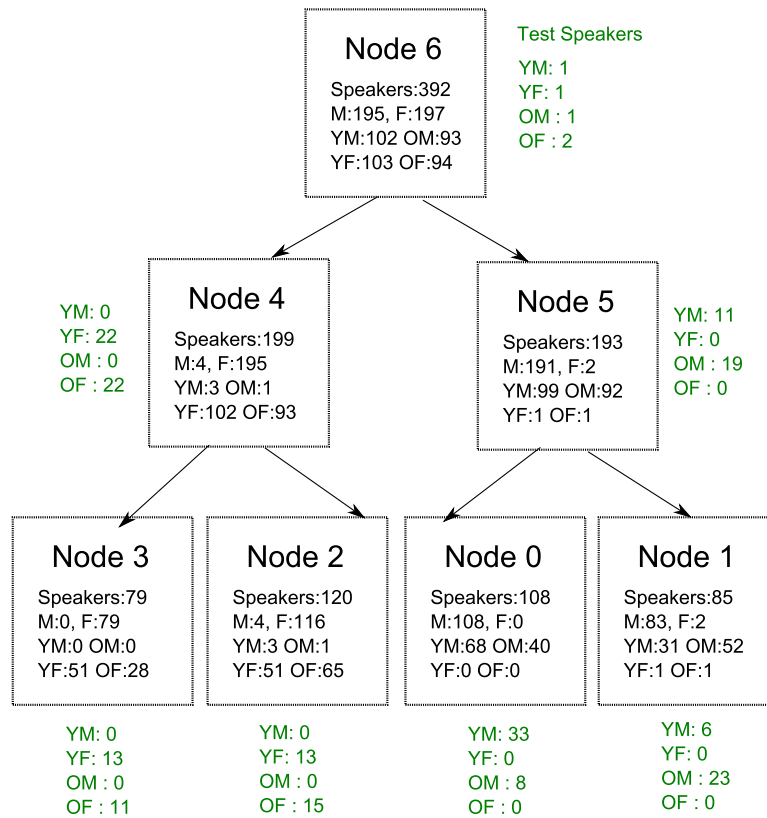 Node 6
Speakers:392
M:195, F:197
YM:102 OM:93
YF:103 OF:94
Test Speakers
YM: 1
YF: 1
OM : 1
OF : 2
YM: 0
YF: 22
OM : 0
OF : 22
Node 4
Speakers:199
M:4, F:195
YM:3 OM:1
YF:102 OF:93
Node 5
Speakers:193
M:191, F:2
YM:99 OM:92
YF:1 OF:1
YM: 11
YF: 0
OM : 19
OF : 0
Node 3
Speakers:79
M:0, F:79
YM:0 OM:0
YF:51 OF:28
Node 2
Speakers:120
M:4, F:116
YM:3 OM:1
YF:51 OF:65
Node 0
Speakers:108
M:108, F:0
YM:68 OM:40
YF:0 OF:0
Node 1
Speakers:85
M:83, F:2
YM:31 OM:52
YF:1 OF:1
YM: 0
YF: 13
OM : 0
OF : 11
YM: 0
YF: 13
OM : 0
OF : 15
YM: 33
YF: 0
OM : 8
OF : 0
YM: 6
YF: 0
OM : 23
OF : 0